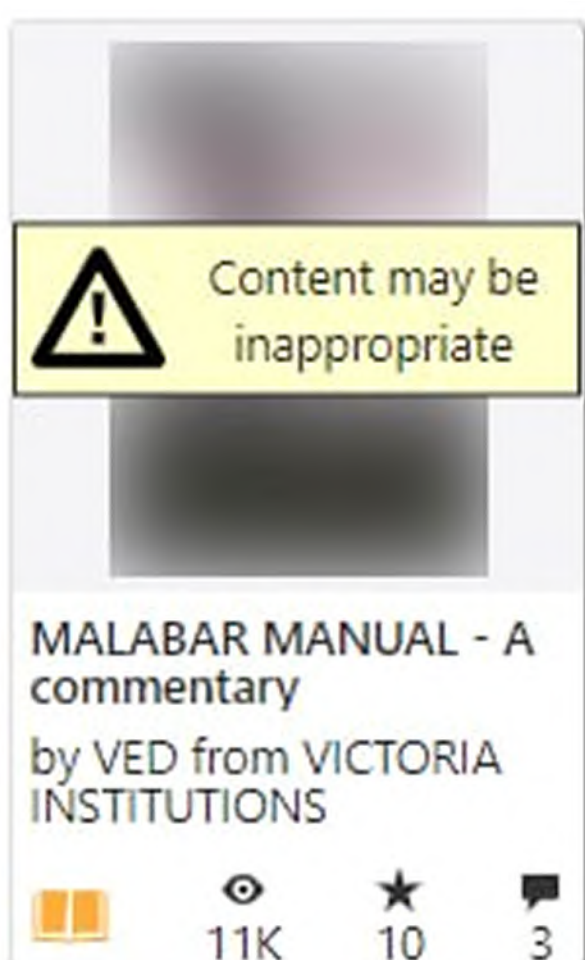 Content may be
inappropriate
MALABAR MANUAL - A
commentary
by VED from VICTORIA
INSTITUTIONS
11K 10 3